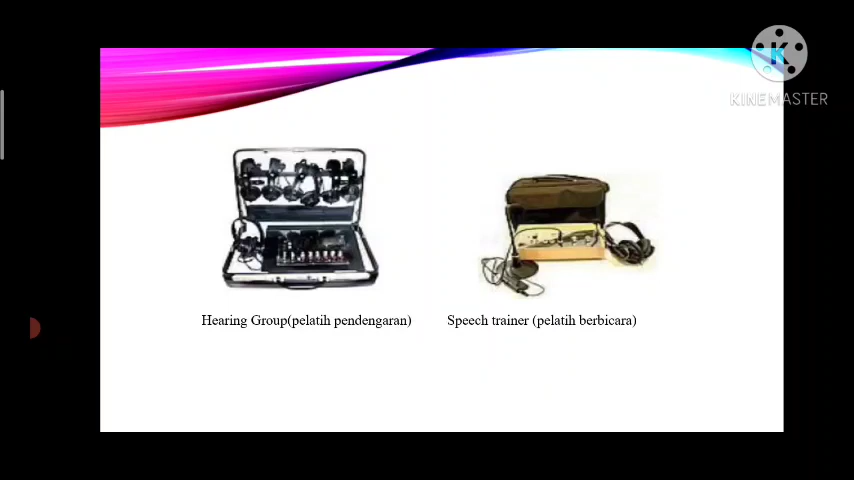 K
KINEMASTER
Hearing Group(pelatih pendengaran)
Speech trainer (pelatih berbicara)